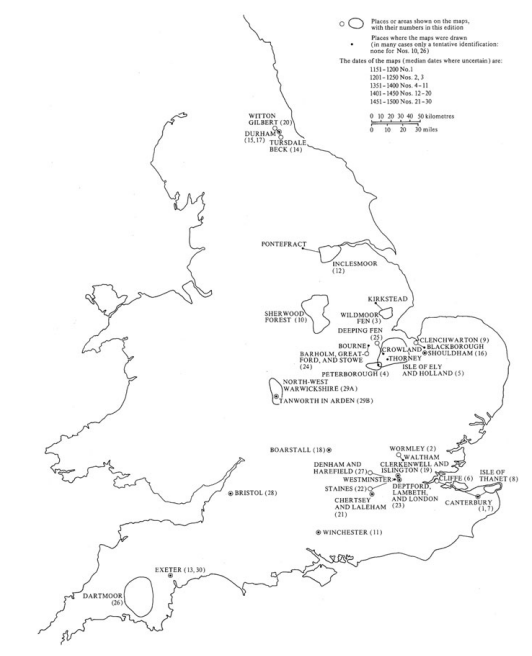 Places or areas shown on the maps,
with their numbers in this edition
Places where the maps were drawn
(in many cases only a tentative identification:
none for Nos. 10, 26)
The dates of the maps (median dates where uncertain) are:
1151-1200 No.1
1201-1250 Nos. 2, 3
1351-1400 Nos. 4-11
1401-1450 Nos. 12-20
1451-1500 Nos. 21-30
0 10 20 30 40 50 kilometres
0 10 20 30 miles
WITTON
GILBERT (20)
DURHAM
(15, 17)
TURSDALE
BECK (14)
PONTEFRACT
INCLESMOOR
(12)
KIRKSTEAD
SHERWOOD
FOREST (10)
WILDMOOR
FEN (3)
DEEPING FEN
(25)
CLENCHWARTON (9)
BOURNE
CROWLAND
BLACKBOROUGH
BARHOLM, GREAT-
FORD, AND STOWE
(24)
SHOULDHAM (16)
THORNEY
PETERBOROUGH (4)
ISLE OF ELY
AND HOLLAND (5)
NORTH-WEST
WARWICKSHIRE (29A)
TANWORTH IN ARDEN (29B)
BOARSTALL (18)
WORMLEY (2)
WALTHAM
DENHAM AND
HAREFIELD (27)
CLERKENWELL AND
ISLINGTON (19)
WESTMINSTER
CLIFFE (6)
ISLE OF
THANET (8)
STAINES (22)
DEPTFORD,
LAMBETH,
AND LONDON
(23)
CHERTSEY
AND LALEHAM
(21)
CANTERBURY
(1,7)
BRISTOL (28)
WINCHESTER (11)
EXETER (13, 30)
DARTMOOR
(26)